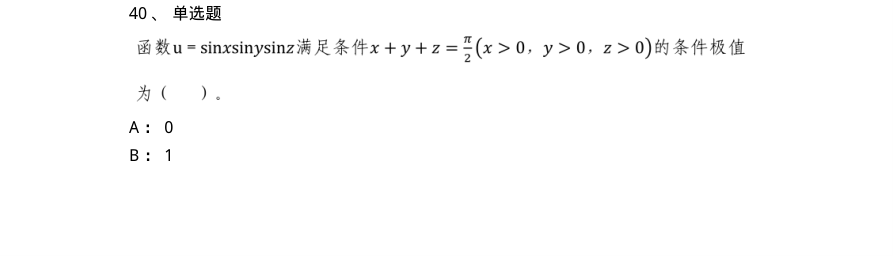 40 、 单选题
函数u = sinxsinysinz满足条件x + y + z = π/2 (x > 0，y > 0，z > 0)的条件极值
为（　　）。
A： 0
B： 1